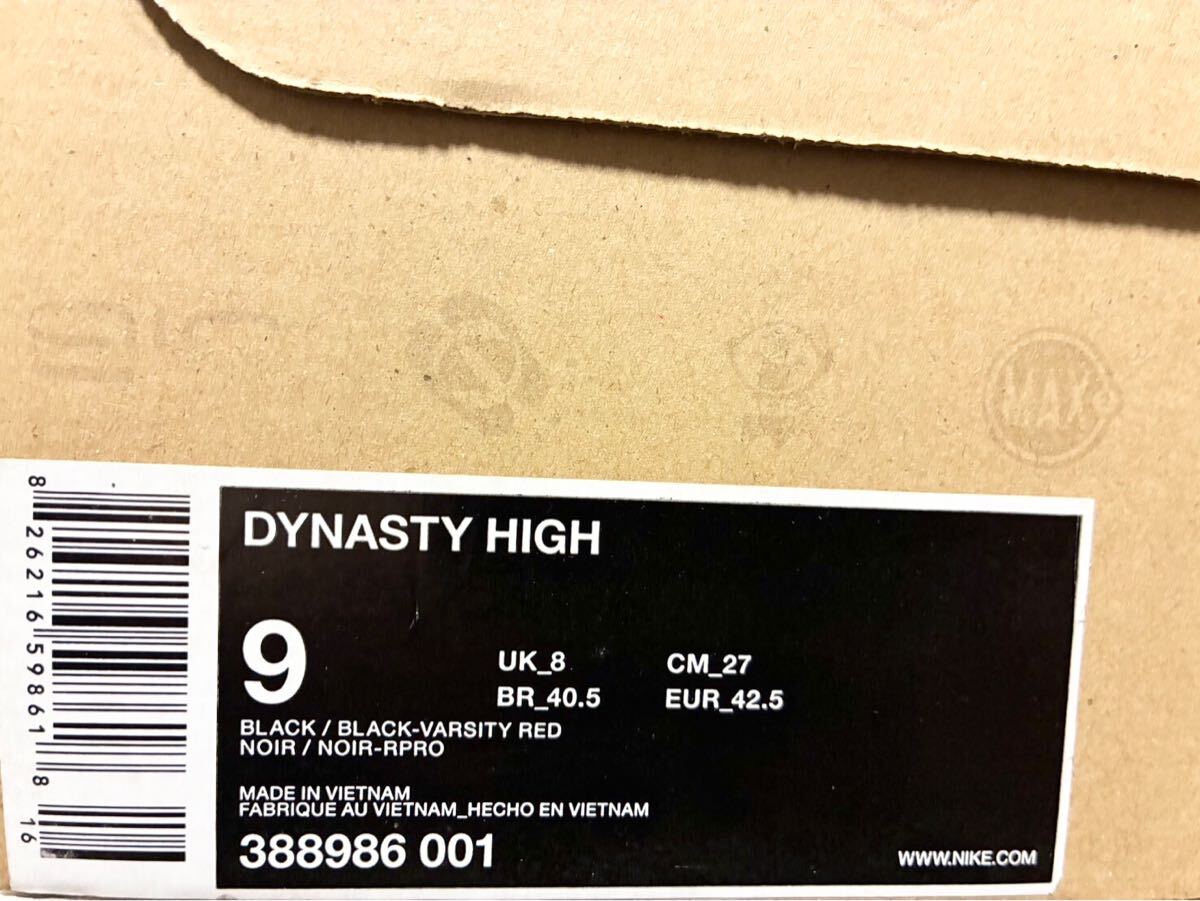 MAX
DYNASTY HIGH
9
UK_8 CM_27
BR_40.5 EUR_42.5
BLACK / BLACK-VARSITY RED
NOIR / NOIR-RPRO
MADE IN VIETNAM
FABRIQUE AU VIETNAM_HECHO EN VIETNAM
388986 001
WWW.NIKE.COM
8 26216 59861 8
16